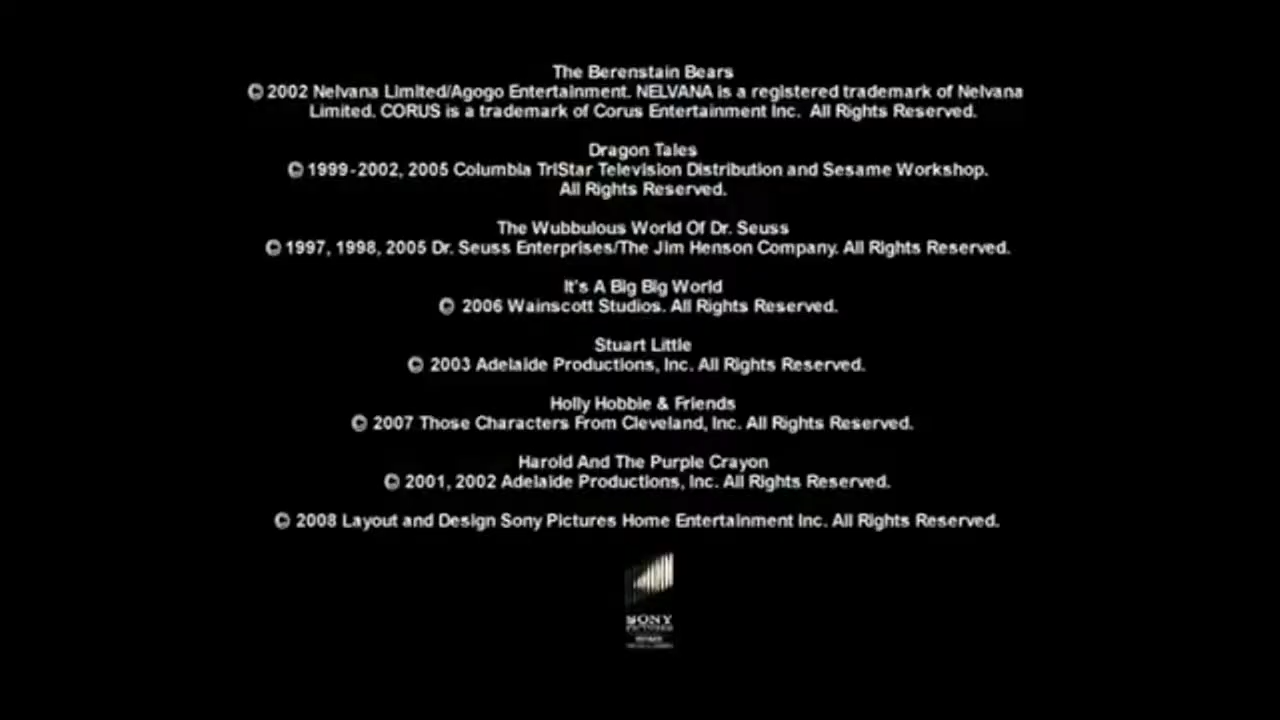 The Berenstain Bears
© 2002 Nelvana Limited/Agogo Entertainment. NELVANA is a registered trademark of Nelvana
Limited. CORUS is a trademark of Corus Entertainment Inc. All Rights Reserved.
Dragon Tales
© 1999-2002, 2005 Columbia TriStar Television Distribution and Sesame Workshop.
All Rights Reserved.
The Wubbulous World Of Dr. Seuss
© 1997, 1998, 2005 Dr. Seuss Enterprises/The Jim Henson Company. All Rights Reserved.
It's A Big Big World
© 2006 Wainscott Studios. All Rights Reserved.
Stuart Little
© 2003 Adelaide Productions, Inc. All Rights Reserved.
Holly Hobbie & Friends
© 2007 Those Characters From Cleveland, Inc. All Rights Reserved.
Harold And The Purple Crayon
© 2001, 2002 Adelaide Productions, Inc. All Rights Reserved.
© 2008 Layout and Design Sony Pictures Home Entertainment Inc. All Rights Reserved.
SONY
PICTURES